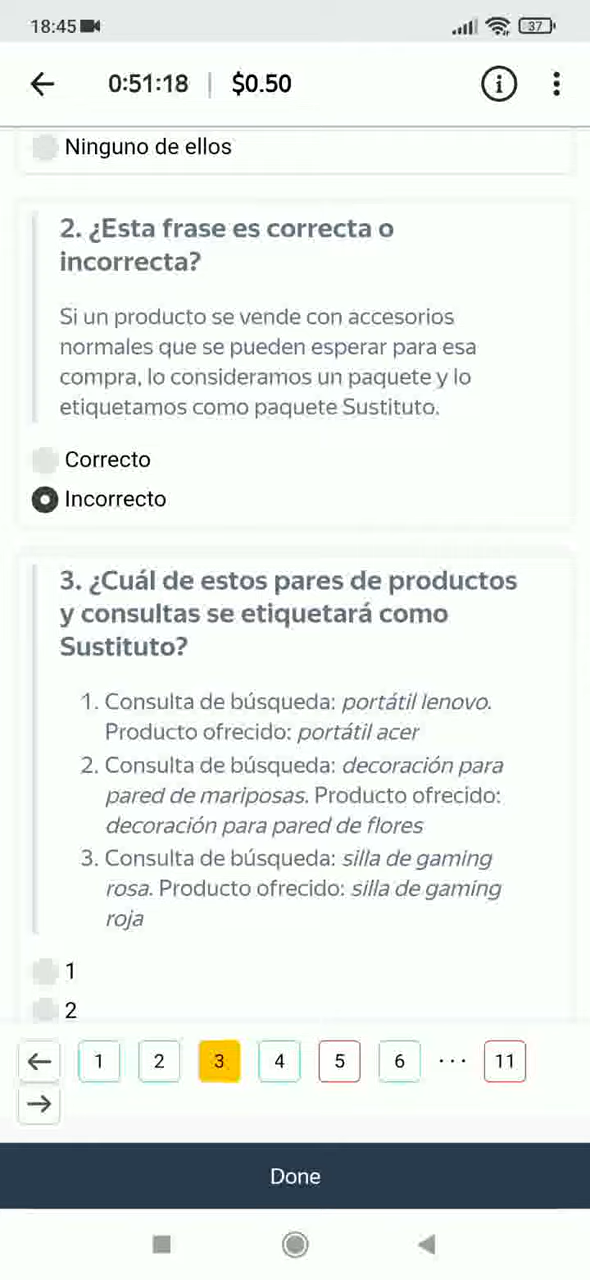 18:45
37
0:51:18 | $0.50
Ninguno de ellos
2. ¿Esta frase es correcta o
incorrecta?
Si un producto se vende con accesorios
normales que se pueden esperar para esa
compra, lo consideramos un paquete y lo
etiquetamos como paquete Sustituto.
Correcto
Incorrecto
3. ¿Cuál de estos pares de productos
y consultas se etiquetará como
Sustituto?
1. Consulta de búsqueda: portátil lenovo.
Producto ofrecido: portátil acer
2. Consulta de búsqueda: decoración para
pared de mariposas. Producto ofrecido:
decoración para pared de flores
3. Consulta de búsqueda: silla de gaming
rosa. Producto ofrecido: silla de gaming
roja
1
2
1 2 3 4 5 6 ... 11
Done